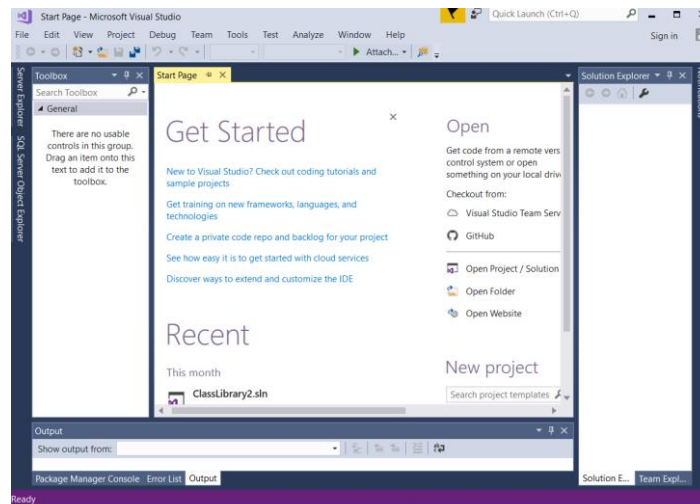 Start Page - Microsoft Visual Studio
Quick Launch (Ctrl+Q)
File Edit View Project Debug Team Tools Test Analyze Window Help
Sign in
Attach...
Server Explorer
SQL Server Object Explorer
Toolbox
Search Toolbox
General
There are no usable
controls in this group.
Drag an item onto this
text to add it to the
toolbox.
Start Page
Get Started
New to Visual Studio? Check out coding tutorials and
sample projects
Get training on new frameworks, languages, and
technologies
Create a private code repo and backlog for your project
See how easy it is to get started with cloud services
Discover ways to extend and customize the IDE
Recent
This month
ClassLibrary2.sln
Open
Get code from a remote vers
control system or open
something on your local driv
Checkout from:
Visual Studio Team Serv
GitHub
Open Project / Solution
Open Folder
Open Website
New project
Search project templates
Solution Explorer
Output
Show output from:
Package Manager Console Error List Output
Solution E... Team Expl...
Ready